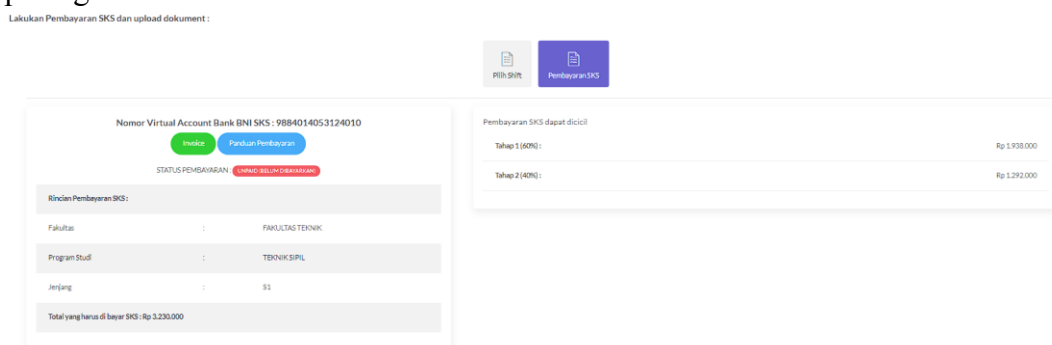 Lakukan Pembayaran SKS dan upload dokument :
Pilih Shift
Pembayaran SKS
Nomor Virtual Account Bank BNI SKS : 9884014053124010
Invoice
Panduan Pembayaran
STATUS PEMBAYARAN : UNPAID (BELUM DIBAYARKAN)
Rincian Pembayaran SKS :
Fakultas : FAKULTAS TEKNIK
Program Studi : TEKNIK SIPIL
Jenjang : S1
Total yang harus di bayar SKS : Rp 3.230.000
Pembayaran SKS dapat dicicil
Tahap 1 (60%) : Rp 1.938.000
Tahap 2 (40%) : Rp 1.292.000